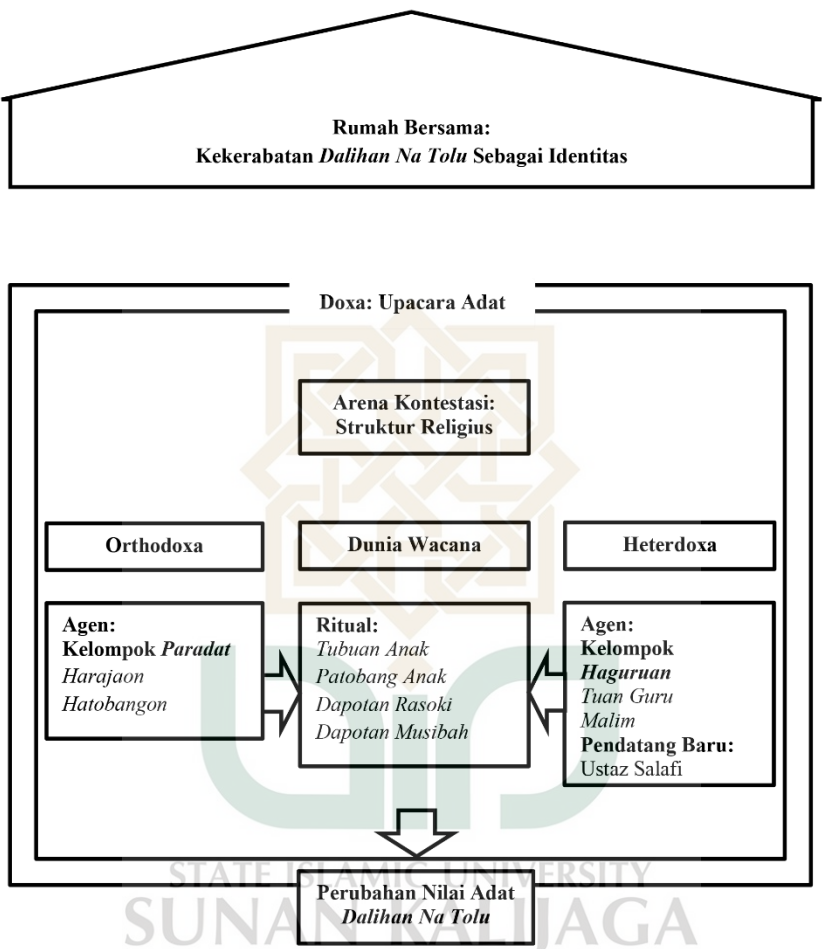 Rumah Bersama:
Kekerabatan Dalihan Na Tolu Sebagai Identitas
Doxa: Upacara Adat
Arena Kontestasi:
Struktur Religius
Orthodoxa
Dunia Wacana
Heterdoxa
Agen:
Kelompok Paradat
Harajaon
Hatobangon
Ritual:
Tubuan Anak
Patobang Anak
Dapotan Rasoki
Dapotan Musibah
Agen:
Kelompok
Haguruan
Tuan Guru
Malim
Pendatang Baru:
Ustaz Salafi
STATE ISLAMIC UNIVERSITY
Perubahan Nilai Adat
Dalihan Na Tolu
SUNAN KALIJAGA